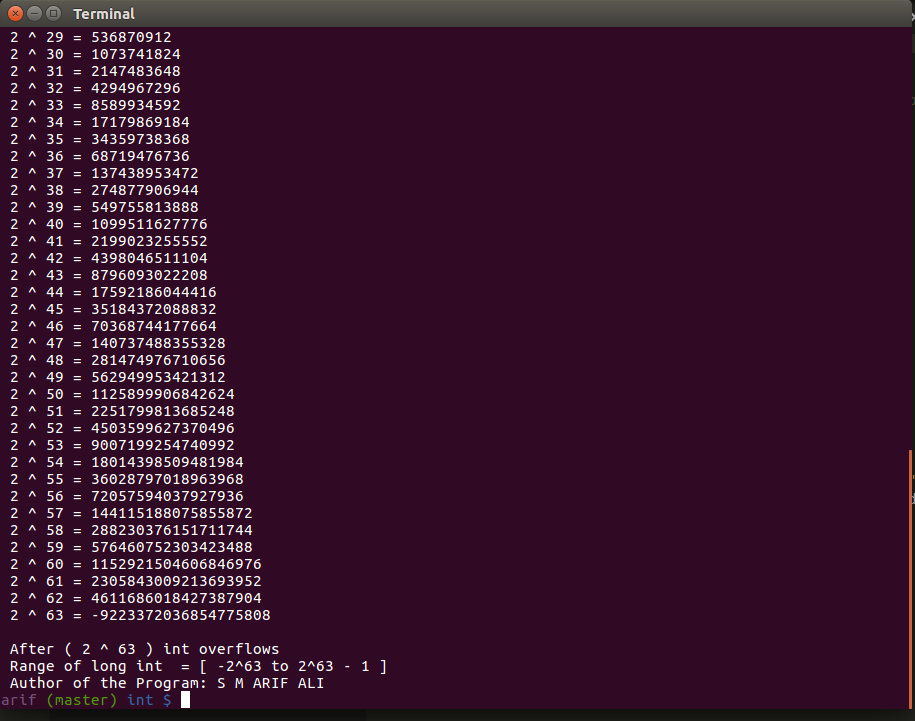 Terminal
2 ^ 29 = 536870912
2 ^ 30 = 1073741824
2 ^ 31 = 2147483648
2 ^ 32 = 4294967296
2 ^ 33 = 8589934592
2 ^ 34 = 17179869184
2 ^ 35 = 34359738368
2 ^ 36 = 68719476736
2 ^ 37 = 137438953472
2 ^ 38 = 274877906944
2 ^ 39 = 549755813888
2 ^ 40 = 1099511627776
2 ^ 41 = 2199023255552
2 ^ 42 = 4398046511104
2 ^ 43 = 8796093022208
2 ^ 44 = 17592186044416
2 ^ 45 = 35184372088832
2 ^ 46 = 70368744177664
2 ^ 47 = 140737488355328
2 ^ 48 = 281474976710656
2 ^ 49 = 562949953421312
2 ^ 50 = 1125899906842624
2 ^ 51 = 2251799813685248
2 ^ 52 = 4503599627370496
2 ^ 53 = 9007199254740992
2 ^ 54 = 18014398509481984
2 ^ 55 = 36028797018963968
2 ^ 56 = 72057594037927936
2 ^ 57 = 144115188075855872
2 ^ 58 = 288230376151711744
2 ^ 59 = 576460752303423488
2 ^ 60 = 1152921504606846976
2 ^ 61 = 2305843009213693952
2 ^ 62 = 4611686018427387904
2 ^ 63 = -9223372036854775808
After ( 2 ^ 63 ) int overflows
Range of long int  = [ -2^63 to 2^63 - 1 ]
Author of the Program: S M ARIF ALI
arif (master) int $